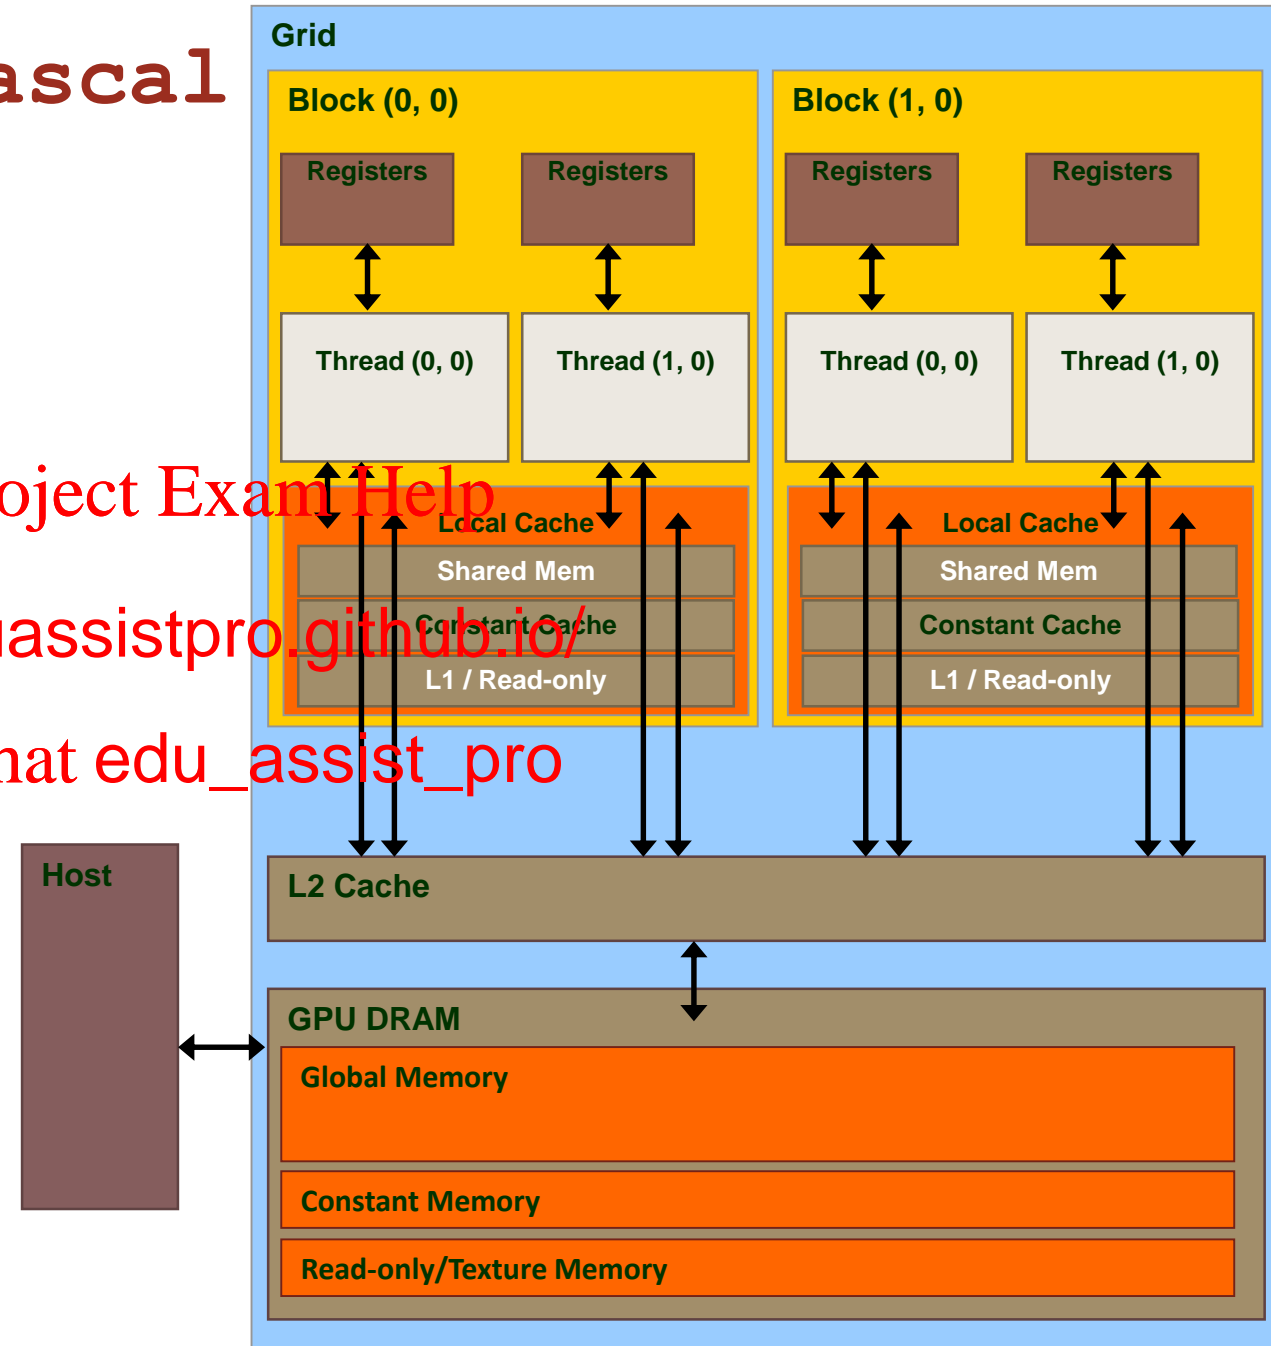 ascal
Grid
Block (0, 0)
Block (1, 0)
Registers
Registers
Registers
Registers
Thread (0, 0)
Thread (1, 0)
Thread (0, 0)
Thread (1, 0)
oject Exam Help
Local Cache
Local Cache
Shared Mem
Shared Mem
assistpro.github.io/
Constant Cache
Constant Cache
L1 / Read-only
L1 / Read-only
hat edu_assist_pro
Host
L2 Cache
GPU DRAM
Global Memory
Constant Memory
Read-only/Texture Memory